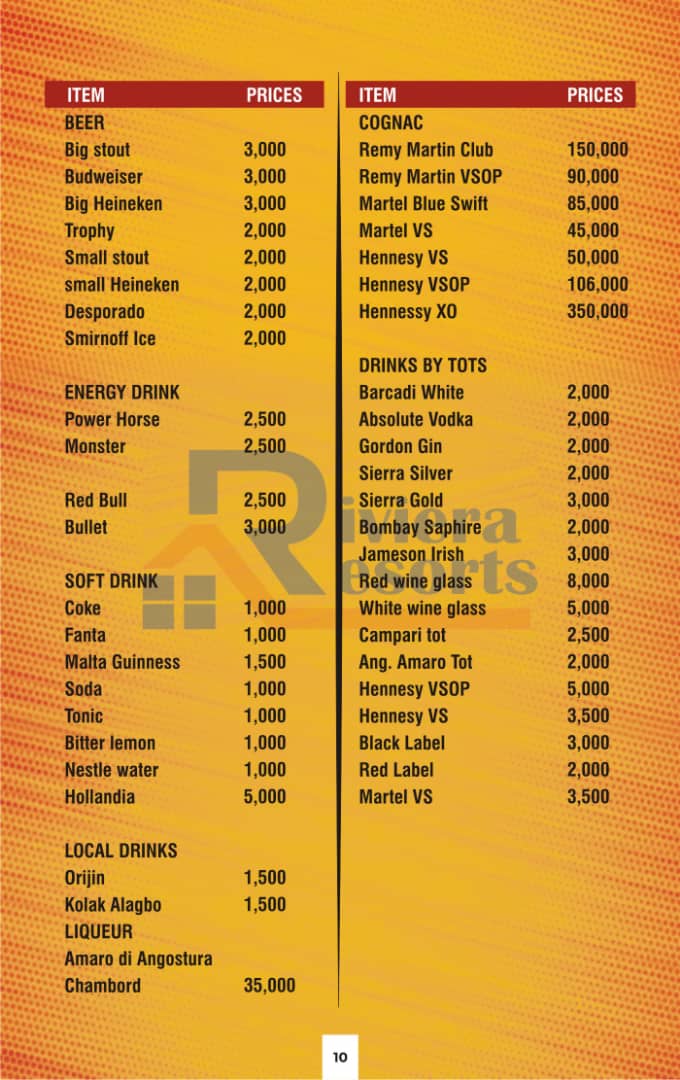 ITEM PRICES
BEER
Big stout 3,000
Budweiser 3,000
Big Heineken 3,000
Trophy 2,000
Small stout 2,000
small Heineken 2,000
Desporado 2,000
Smirnoff Ice 2,000
ENERGY DRINK
Power Horse 2,500
Monster 2,500
Red Bull 2,500
Bullet 3,000
SOFT DRINK
Coke 1,000
Fanta 1,000
Malta Guinness 1,500
Soda 1,000
Tonic 1,000
Bitter lemon 1,000
Nestle water 1,000
Hollandia 5,000
LOCAL DRINKS
Orijin 1,500
Kolak Alagbo 1,500
LIQUEUR
Amaro di Angostura
Chambord 35,000
ITEM PRICES
COGNAC
Remy Martin Club 150,000
Remy Martin VSOP 90,000
Martel Blue Swift 85,000
Martel VS 45,000
Hennesy VS 50,000
Hennesy VSOP 106,000
Hennessy XO 350,000
DRINKS BY TOTS
Barcadi White 2,000
Absolute Vodka 2,000
Gordon Gin 2,000
Sierra Silver 2,000
Sierra Gold 3,000
Bombay Saphire 2,000
Jameson Irish 3,000
Red wine glass 8,000
White wine glass 5,000
Campari tot 2,500
Ang. Amaro Tot 2,000
Hennesy VSOP 5,000
Hennesy VS 3,500
Black Label 3,000
Red Label 2,000
Martel VS 3,500
Riviera
Resorts
10